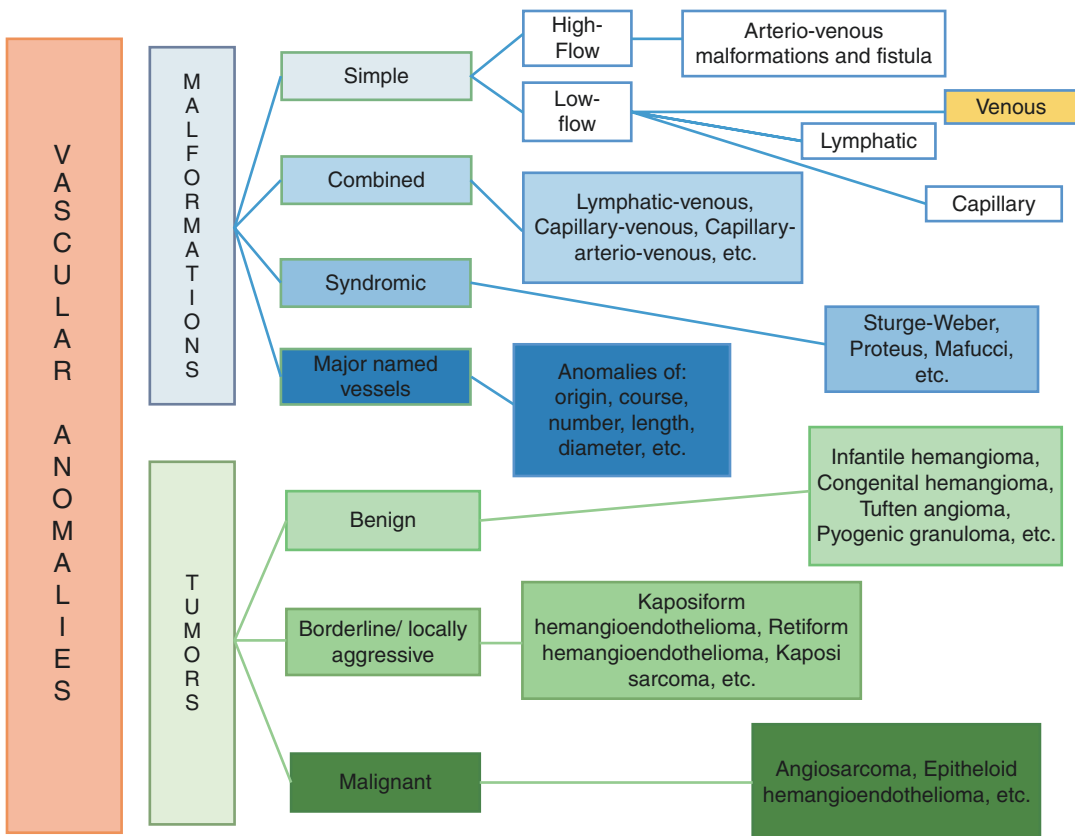 VASCULAR ANOMALIES
MALFORMATIONS
Simple
High-
Flow
Arterio-venous
malformations and fistula
Low-
flow
Venous
Lymphatic
Capillary
Combined
Lymphatic-venous,
Capillary-venous, Capillary-
arterio-venous, etc.
Syndromic
Sturge-Weber,
Proteus, Mafucci,
etc.
Major named
vessels
Anomalies of:
origin, course,
number, length,
diameter, etc.
TUMORS
Benign
Infantile hemangioma,
Congenital hemangioma,
Tuften angioma,
Pyogenic granuloma, etc.
Borderline/ locally
aggressive
Kaposiform
hemangioendothelioma, Retiform
hemangioendothelioma, Kaposi
sarcoma, etc.
Malignant
Angiosarcoma, Epitheloid
hemangioendothelioma, etc.